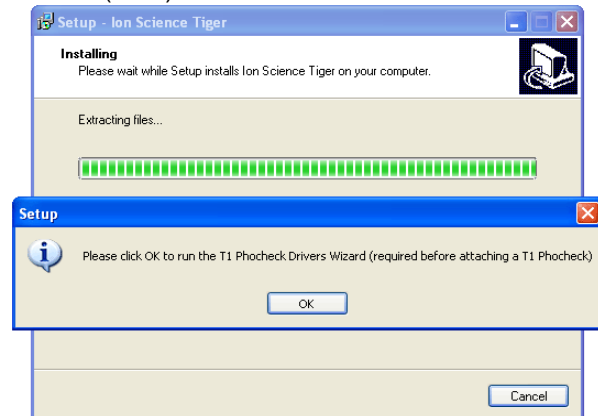 Setup - Ion Science Tiger
Installing
Please wait while Setup installs Ion Science Tiger on your computer.
Extracting files...
Setup
Please click OK to run the T1 Phocheck Drivers Wizard (required before attaching a T1 Phocheck)
OK
Cancel